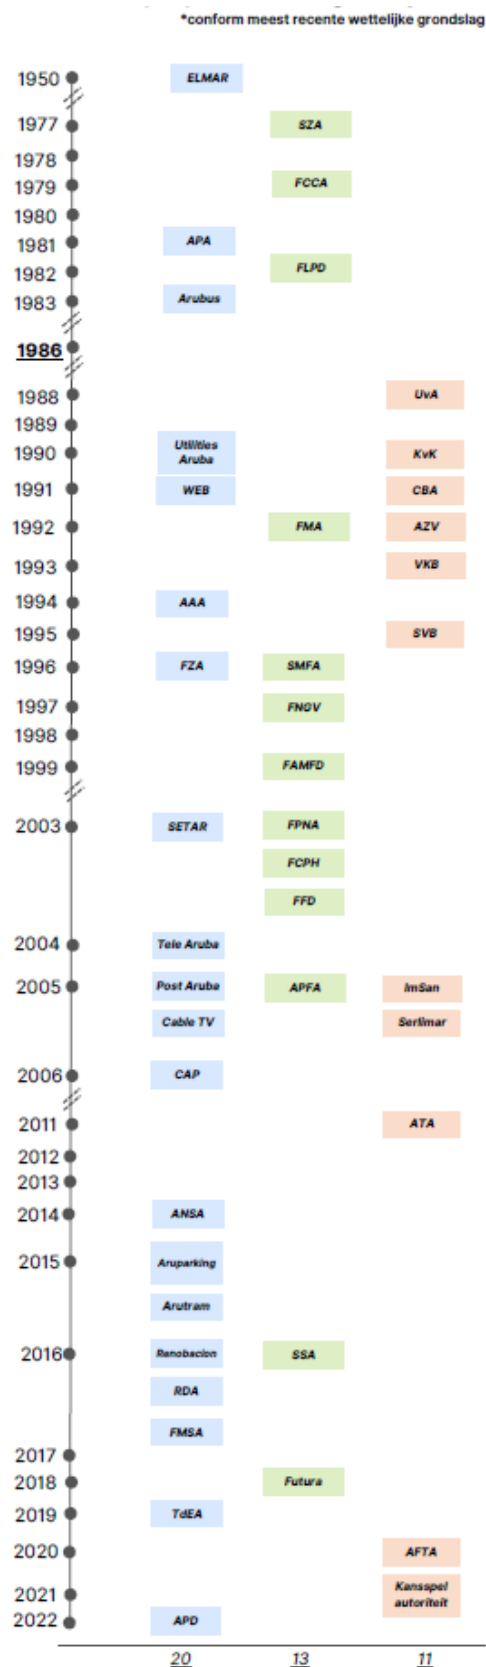 *conform meest recente wettelijke grondslag
1950 ELMAR
1977 SZA
1978
1979 FCCA
1980
1981 APA
1982 FLPD
1983 Arubus
1986
1988 UvA
1989
1990 Utilities Aruba KvK
1991 WEB CBA
1992 FMA AZV
1993 VKB
1994 AAA
1995 SVB
1996 FZA SMFA
1997 FNGV
1998
1999 FAMFD
2003 SETAR FPNA
FCPH
FFD
2004 Tele Aruba
2005 Post Aruba APFA ImSan
Cable TV Serlimar
2006 CAP
2011 ATA
2012
2013
2014 ANSA
2015 Aruparking
Arutram
2016 Renobacion SSA
RDA
FMSA
2017
2018 Futura
2019 TdEA
2020 AFTA
2021 Kansspel autoriteit
2022 APD
20 13 11